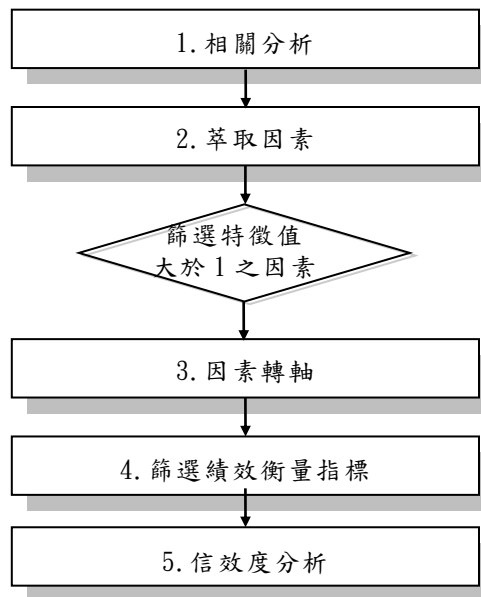 1.相關分析
2.萃取因素
篩選特徵值
大於1之因素
3.因素轉軸
4.篩選績效衡量指標
5.信效度分析